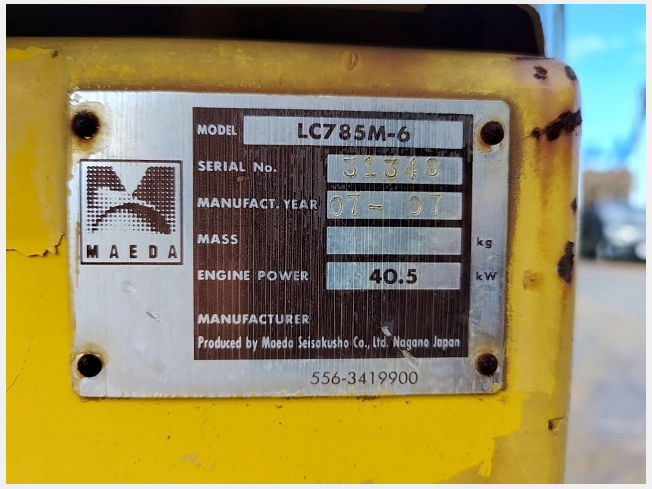 MODEL LC785M-6
SERIAL No.
MANUFACT. YEAR 07- 07
MASS kg
ENGINE POWER 40.5 kW
MAEDA
MANUFACTURER
Produced by Maeda Seisakusho Co., Ltd. Nagano Japan
556-3419900